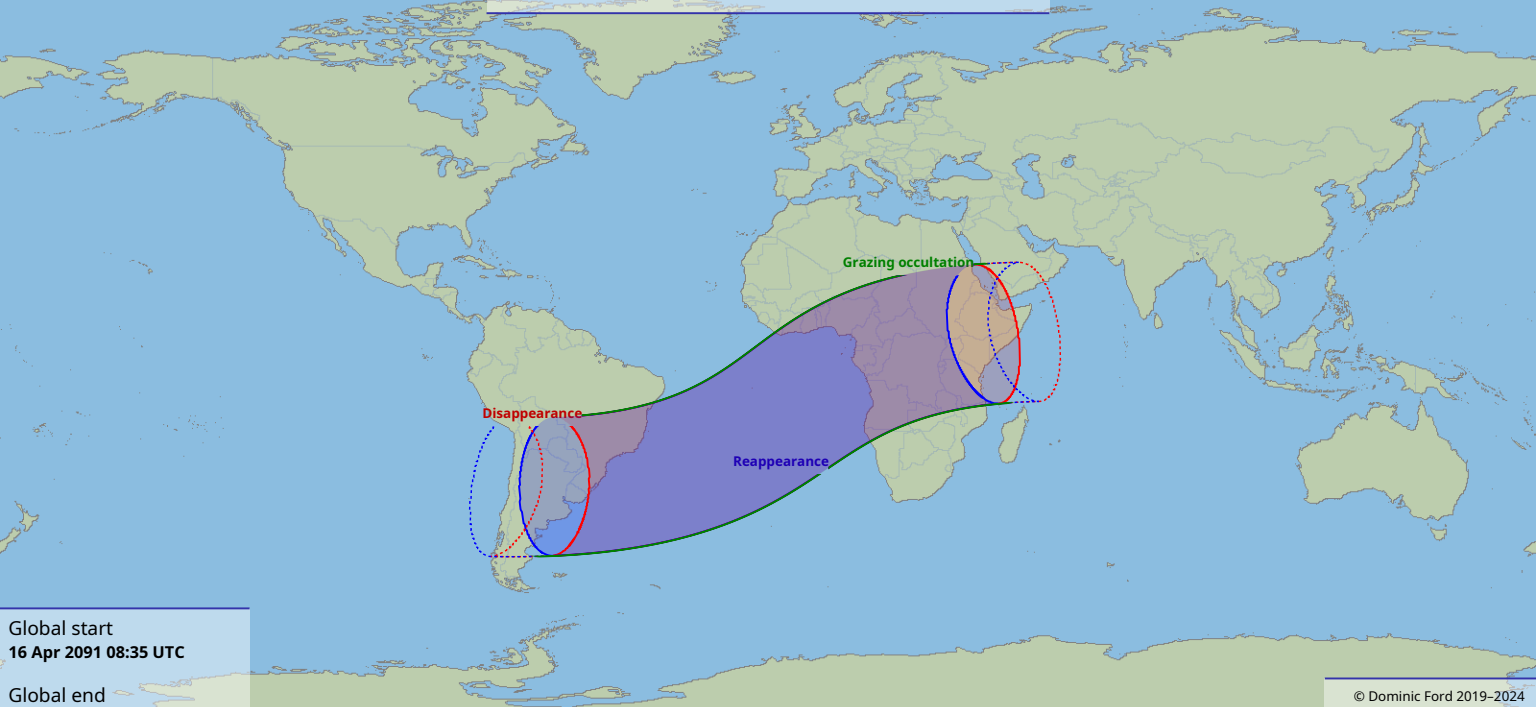 Grazing occultation
Disappearance
Reappearance
Global start
16 Apr 2091 08:35 UTC
Global end
© Dominic Ford 2019–2024